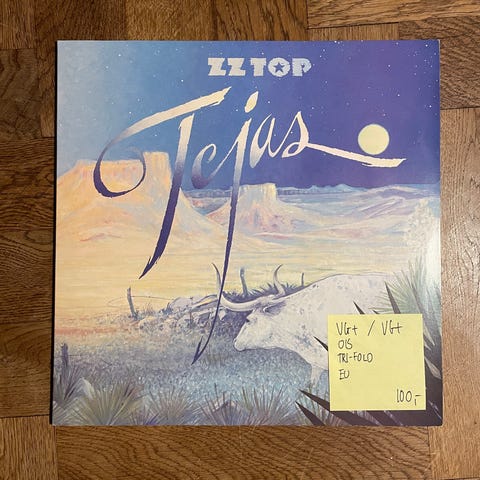 ZZ TOP
Tejas
VG+ / VG+
OIS
TRI-FOLD
EU
100,-